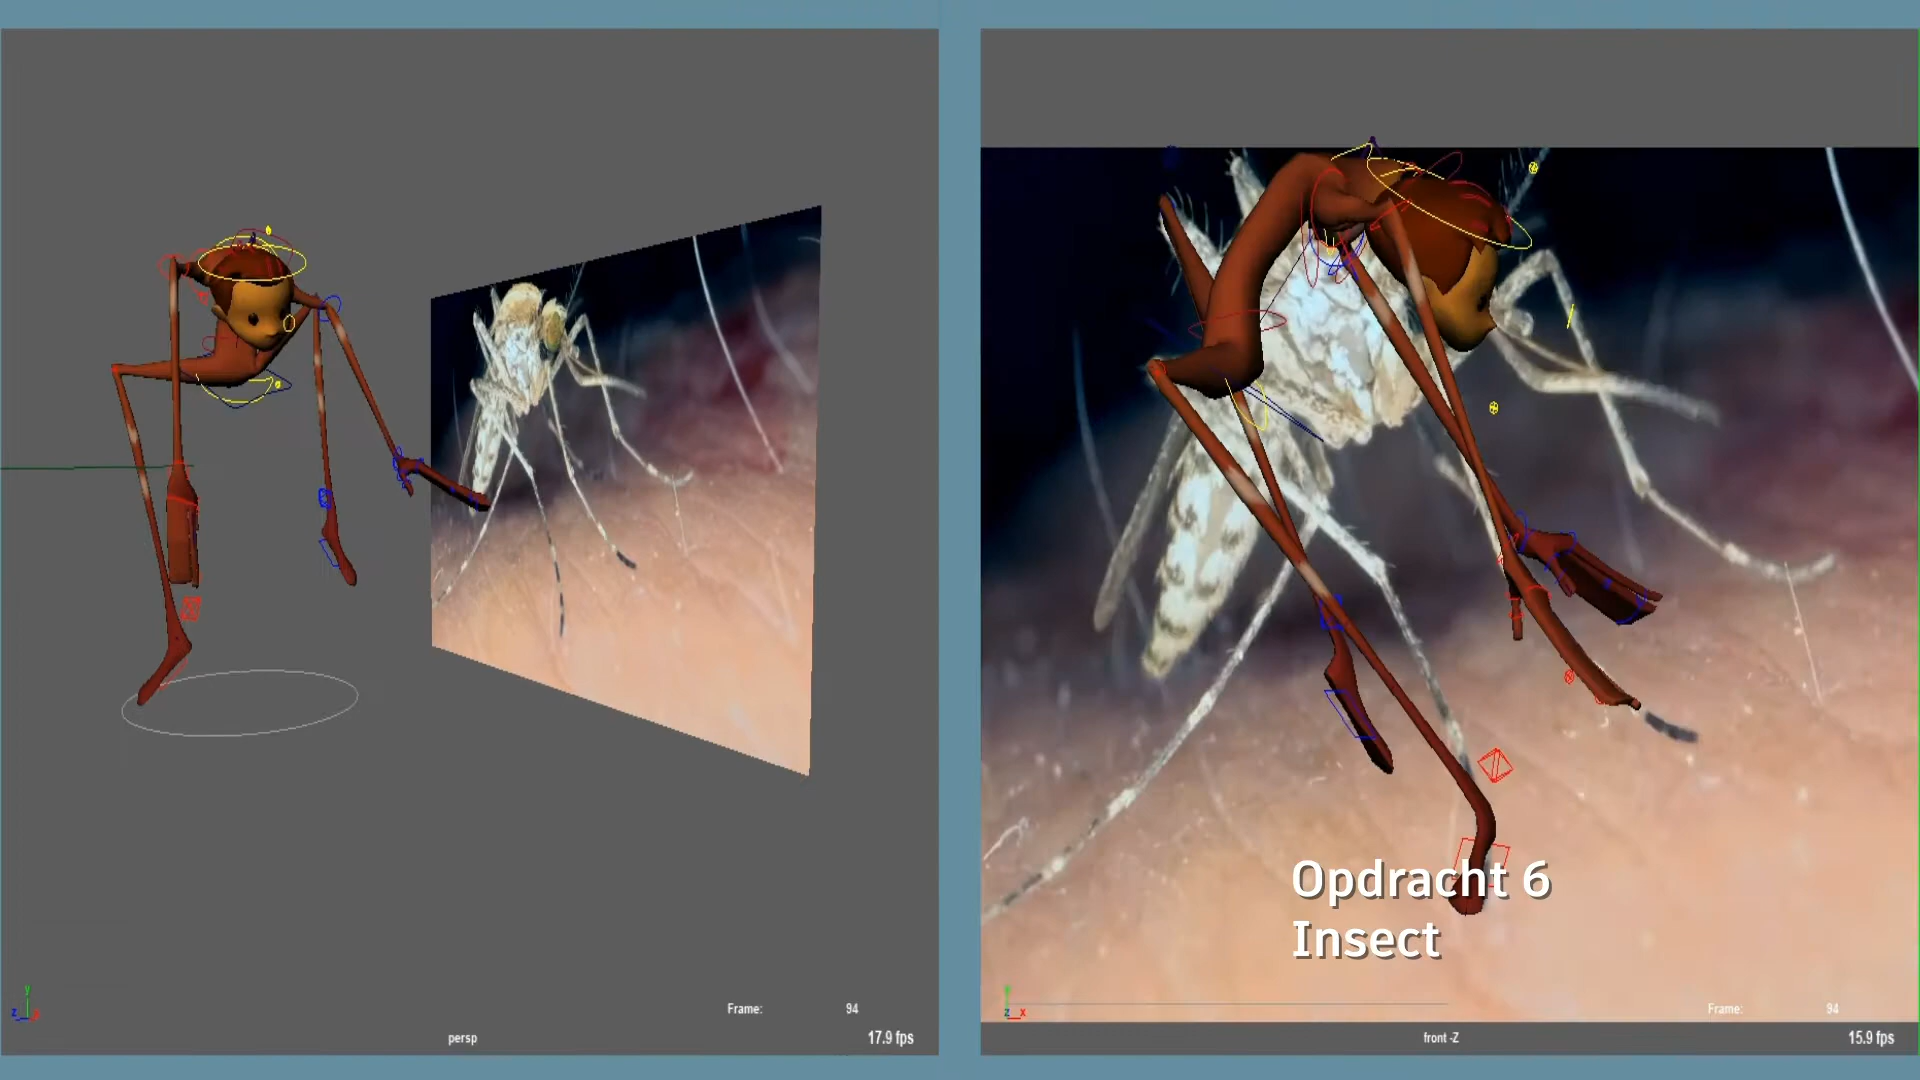 y
z
Frame: 94
persp
17.9 fps
Opdracht 6
Insect
z x
Frame: 94
front -Z
15.9 fps